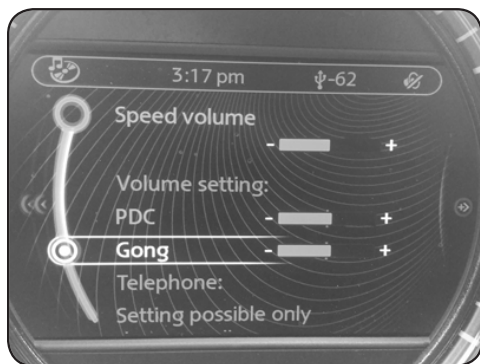 3:17 pm -62
Speed volume
- +
Volume setting:
PDC - +
Gong - +
Telephone:
Setting possible only